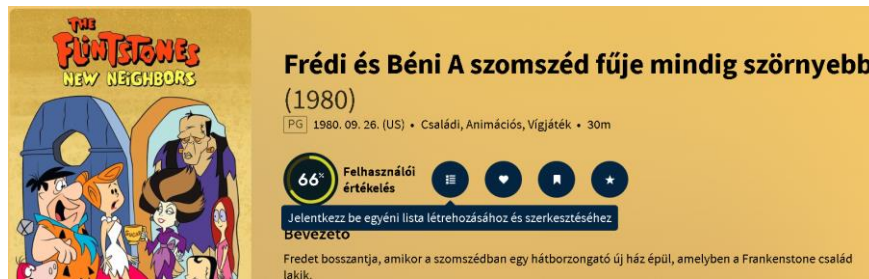 THE
FLINTSTONES
NEW NEIGHBORS
Frédi és Béni A szomszéd fűje mindig szörnyebb
(1980)
PG 1980. 09. 26. (US) • Családi, Animációs, Vígjáték • 30m
66%
Felhasználói
értékelés
Jelentkezz be egyéni lista létrehozásához és szerkesztéséhez
Bevezető
Fredet bosszantja, amikor a szomszédban egy hátborzongató új ház épül, amelyben a Frankenstone család
lakik.